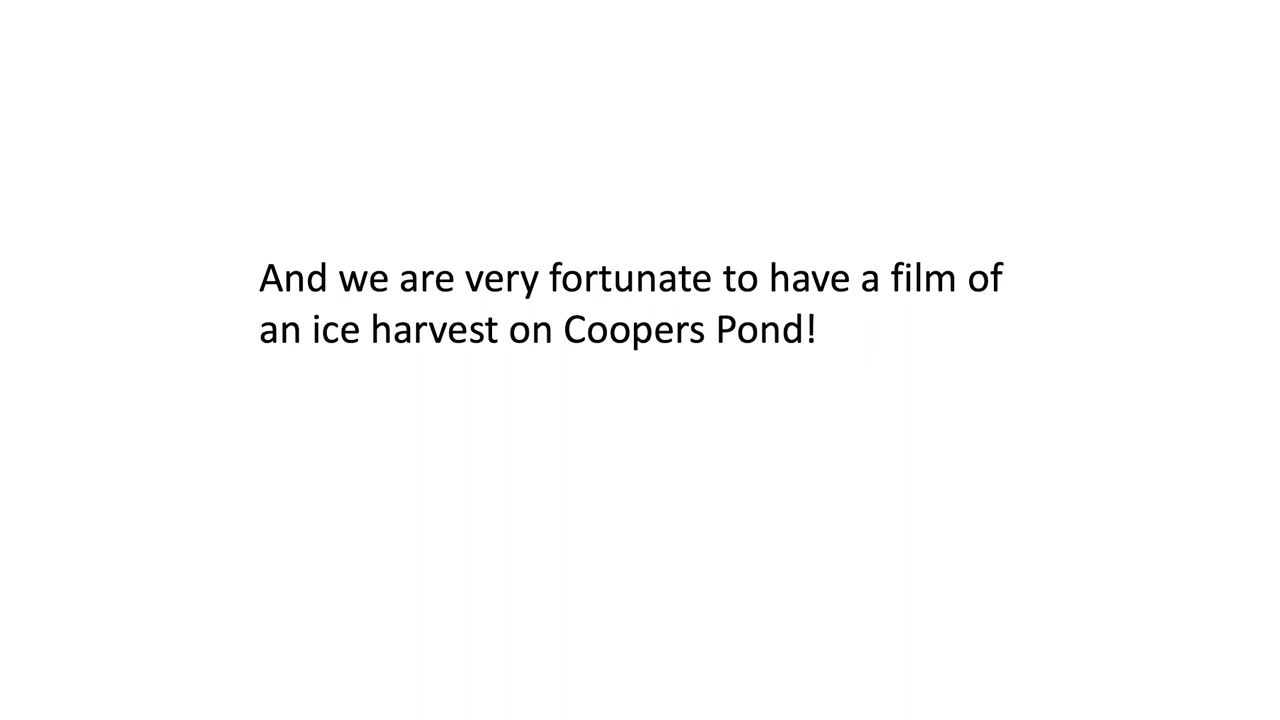 And we are very fortunate to have a film of
an ice harvest on Coopers Pond!